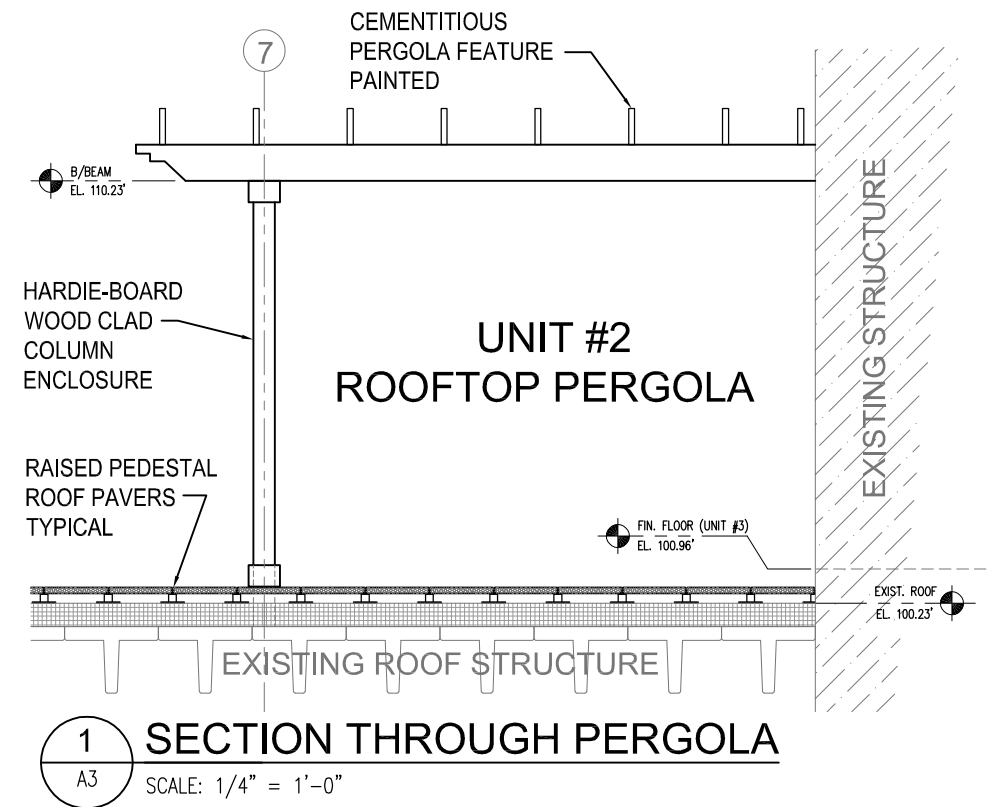 CEMENTITIOUS
PERGOLA FEATURE
PAINTED
7
B/BEAM
EL. 110.23'
HARDIE-BOARD
WOOD CLAD
COLUMN
ENCLOSURE
UNIT #2
ROOFTOP PERGOLA
EXISTING STRUCTURE
RAISED PEDESTAL
ROOF PAVERS
TYPICAL
FIN. FLOOR (UNIT #3)
EL. 100.96'
EXIST. ROOF
EL. 100.23'
EXISTING ROOF STRUCTURE
1
A3
SECTION THROUGH PERGOLA
SCALE: 1/4" = 1'-0"